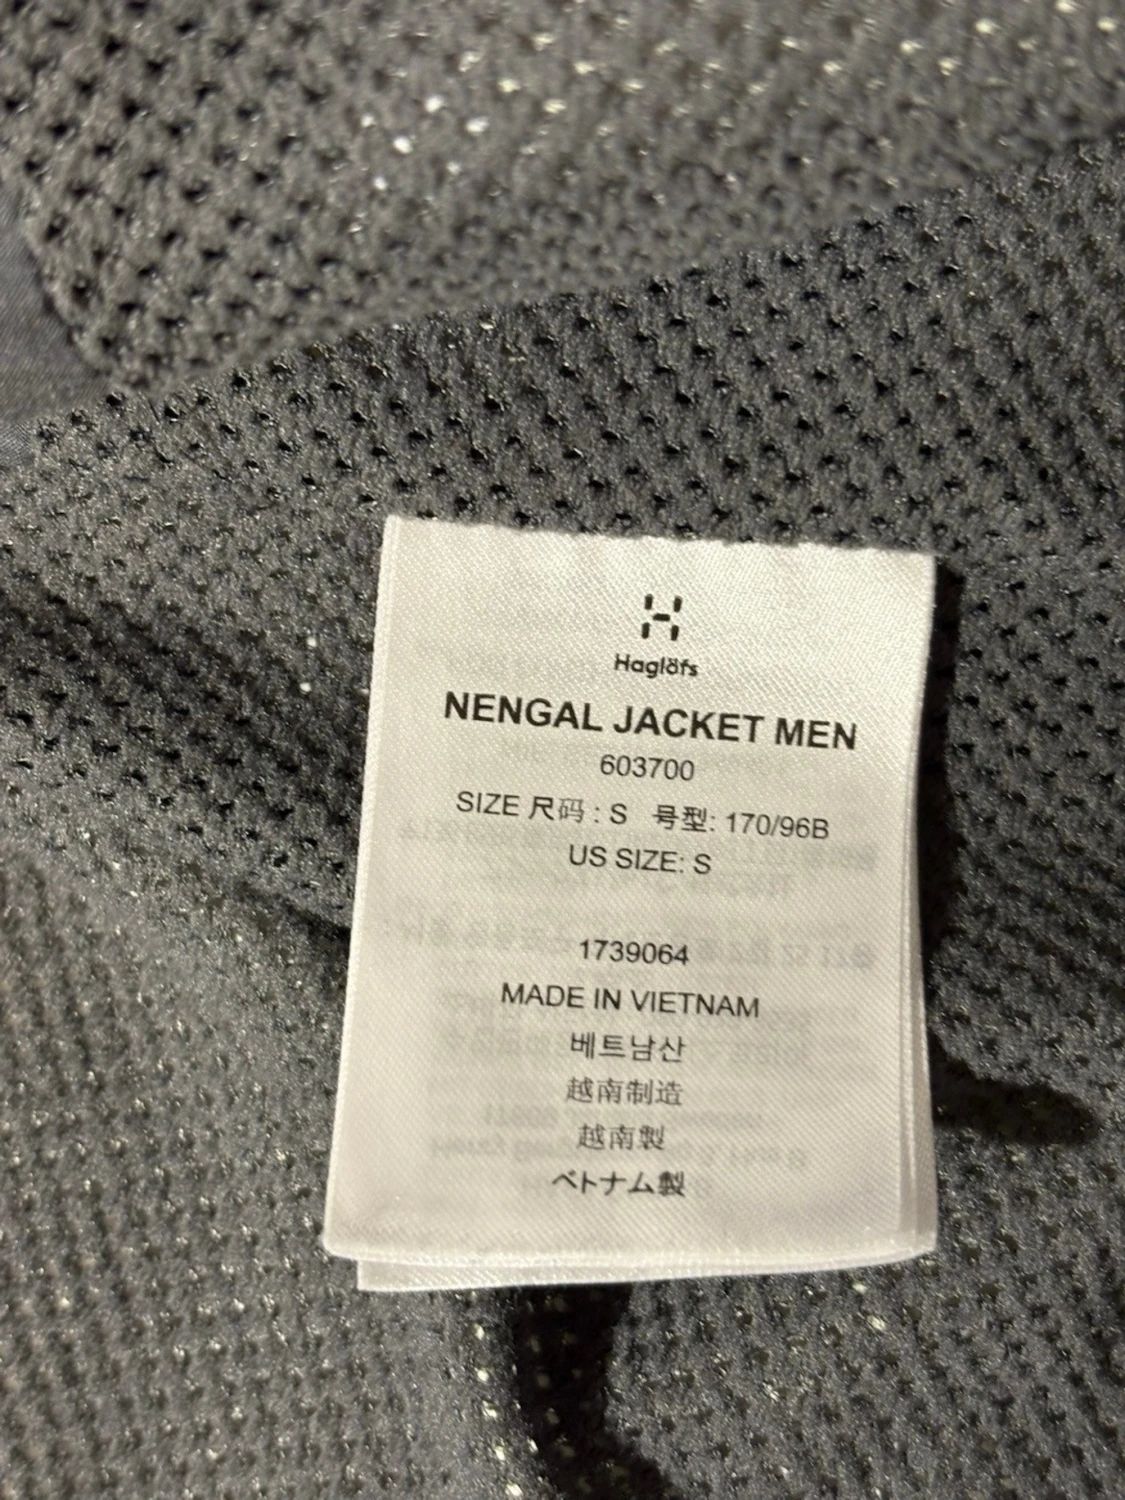 Haglöfs
NENGAL JACKET MEN
603700
SIZE 尺码 : S 号型: 170/96B
US SIZE: S
1739064
MADE IN VIETNAM
베트남산
越南制造
越南製
ベトナム製